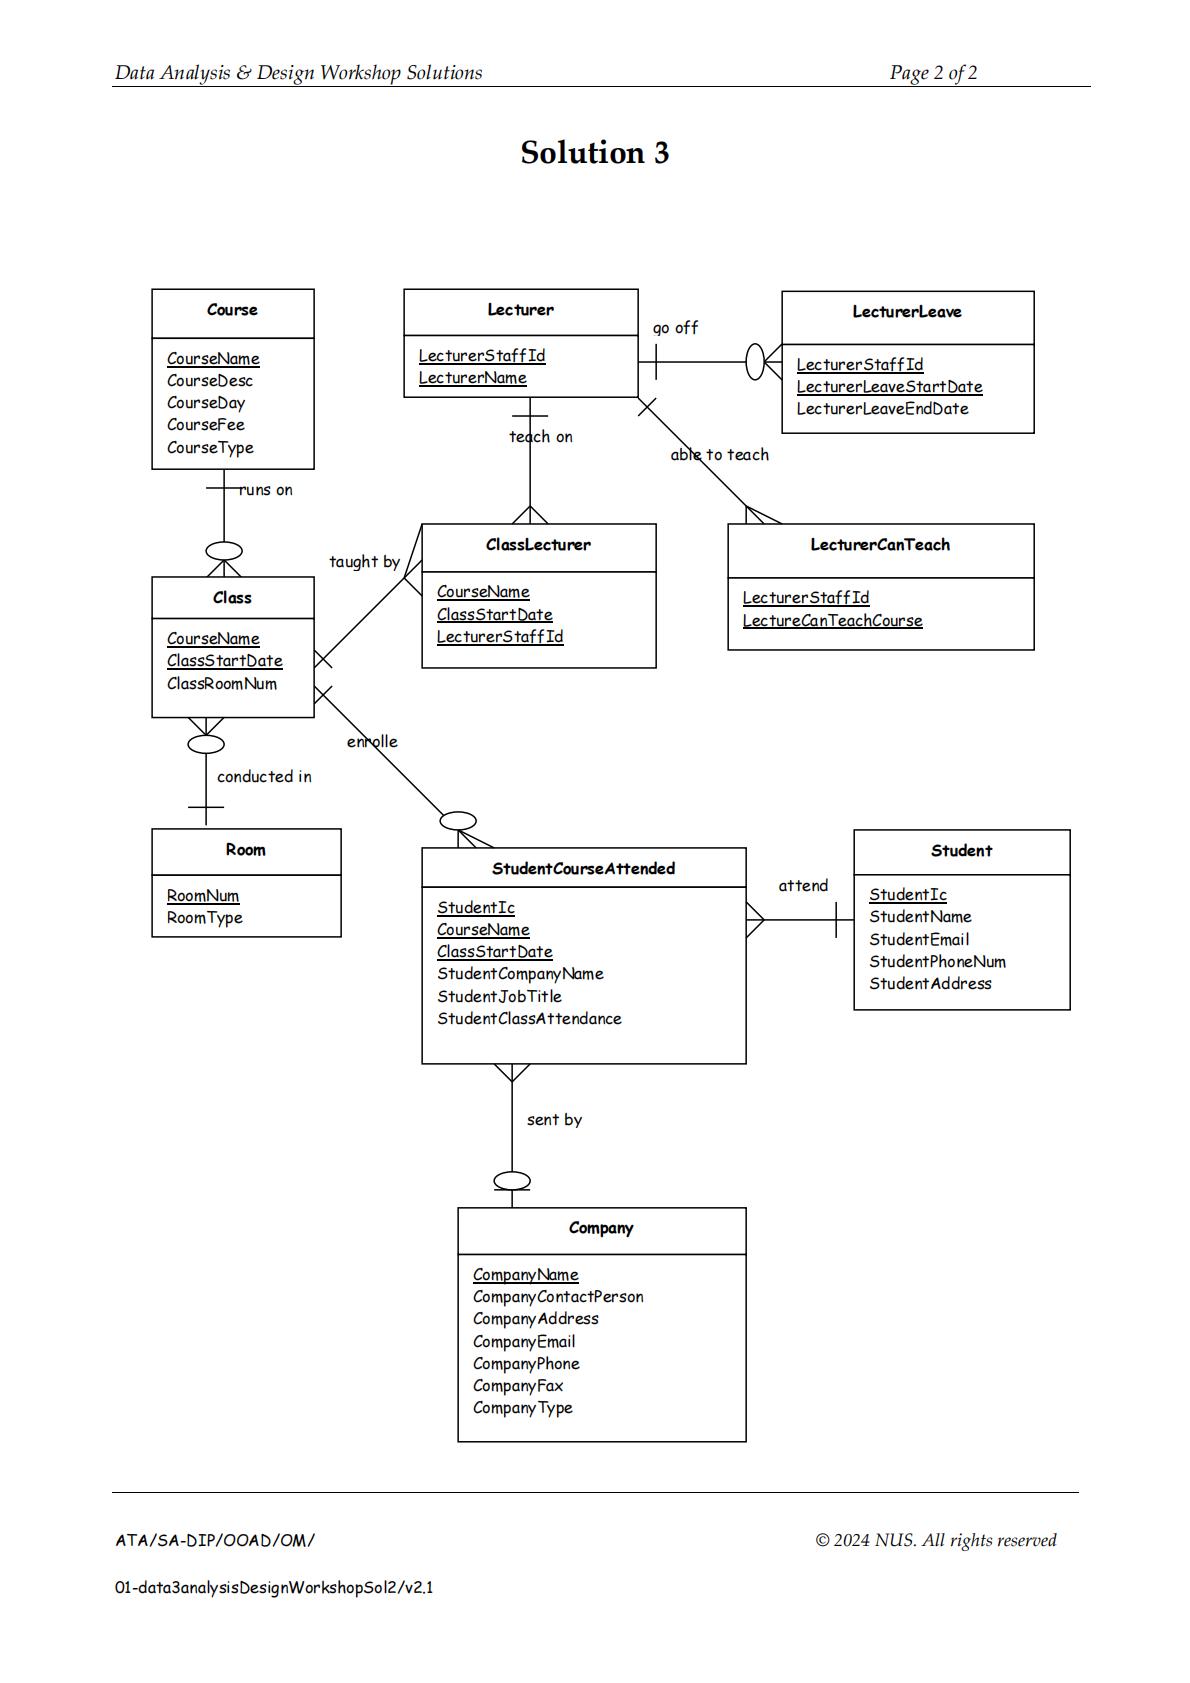 Data Analysis & Design Workshop Solutions Page 2 of 2
Solution 3
Course
CourseName
CourseDesc
CourseDay
CourseFee
CourseType
Lecturer
LecturerStaffId
LecturerName
go off
LecturerLeave
LecturerStaffId
LecturerLeaveStartDate
LecturerLeaveEndDate
teach on
able to teach
runs on
taught by
ClassLecturer
CourseName
ClassStartDate
LecturerStaffId
LecturerCanTeach
LecturerStaffId
LectureCanTeachCourse
Class
CourseName
ClassStartDate
ClassRoomNum
enrolle
conducted in
Room
RoomNum
RoomType
StudentCourseAttended
StudentIc
CourseName
ClassStartDate
StudentCompanyName
StudentJobTitle
StudentClassAttendance
attend
Student
StudentIc
StudentName
StudentEmail
StudentPhoneNum
StudentAddress
sent by
Company
CompanyName
CompanyContactPerson
CompanyAddress
CompanyEmail
CompanyPhone
CompanyFax
CompanyType
ATA/SA-DIP/OOAD/OM/ © 2024 NUS. All rights reserved
01-data3analysisDesignWorkshopSol2/v2.1